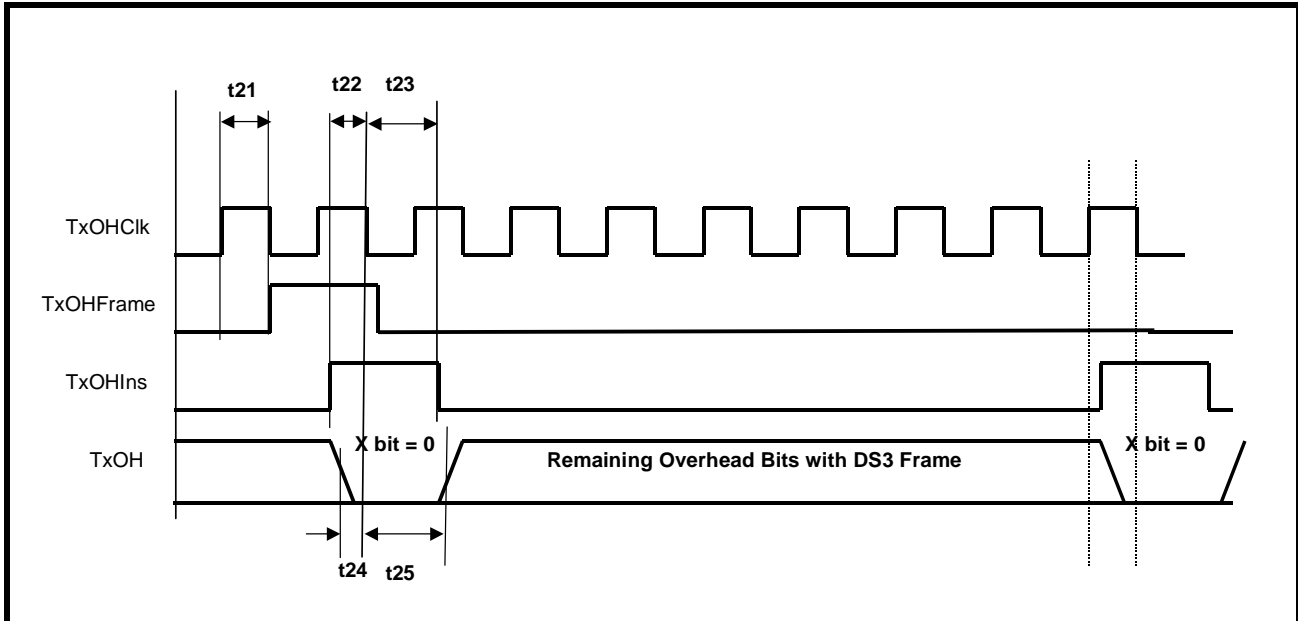 t21 t22 t23
TxOHClk
TxOHFrame
TxOHIns
TxOH
X bit = 0
Remaining Overhead Bits with DS3 Frame
X bit = 0
t24 t25